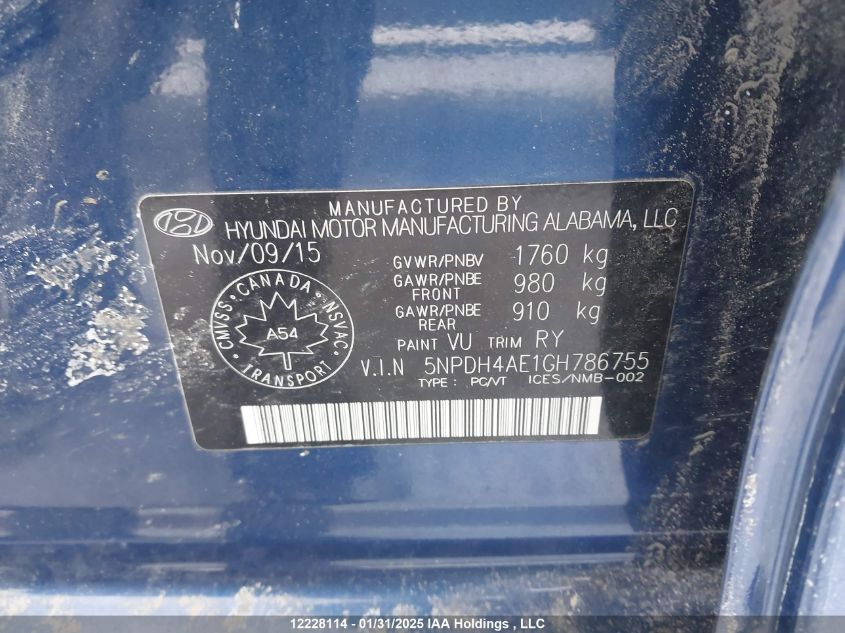 MANUFACTURED BY
HYUNDAI MOTOR MANUFACTURING ALABAMA, LLC
Nov/09/15
GVWR/PNBV 1760 kg
GAWR/PNBE FRONT 980 kg
GAWR/PNBE REAR 910 kg
PAINT VU TRIM RY
V.I.N 5NPDH4AE1GH786755
TYPE : PC/VT ICES/NMB-002
CMVSS · CANADA · NSVAC · TRANSPORT ·
A54
12228114 - 01/31/2025 IAA Holdings , LLC